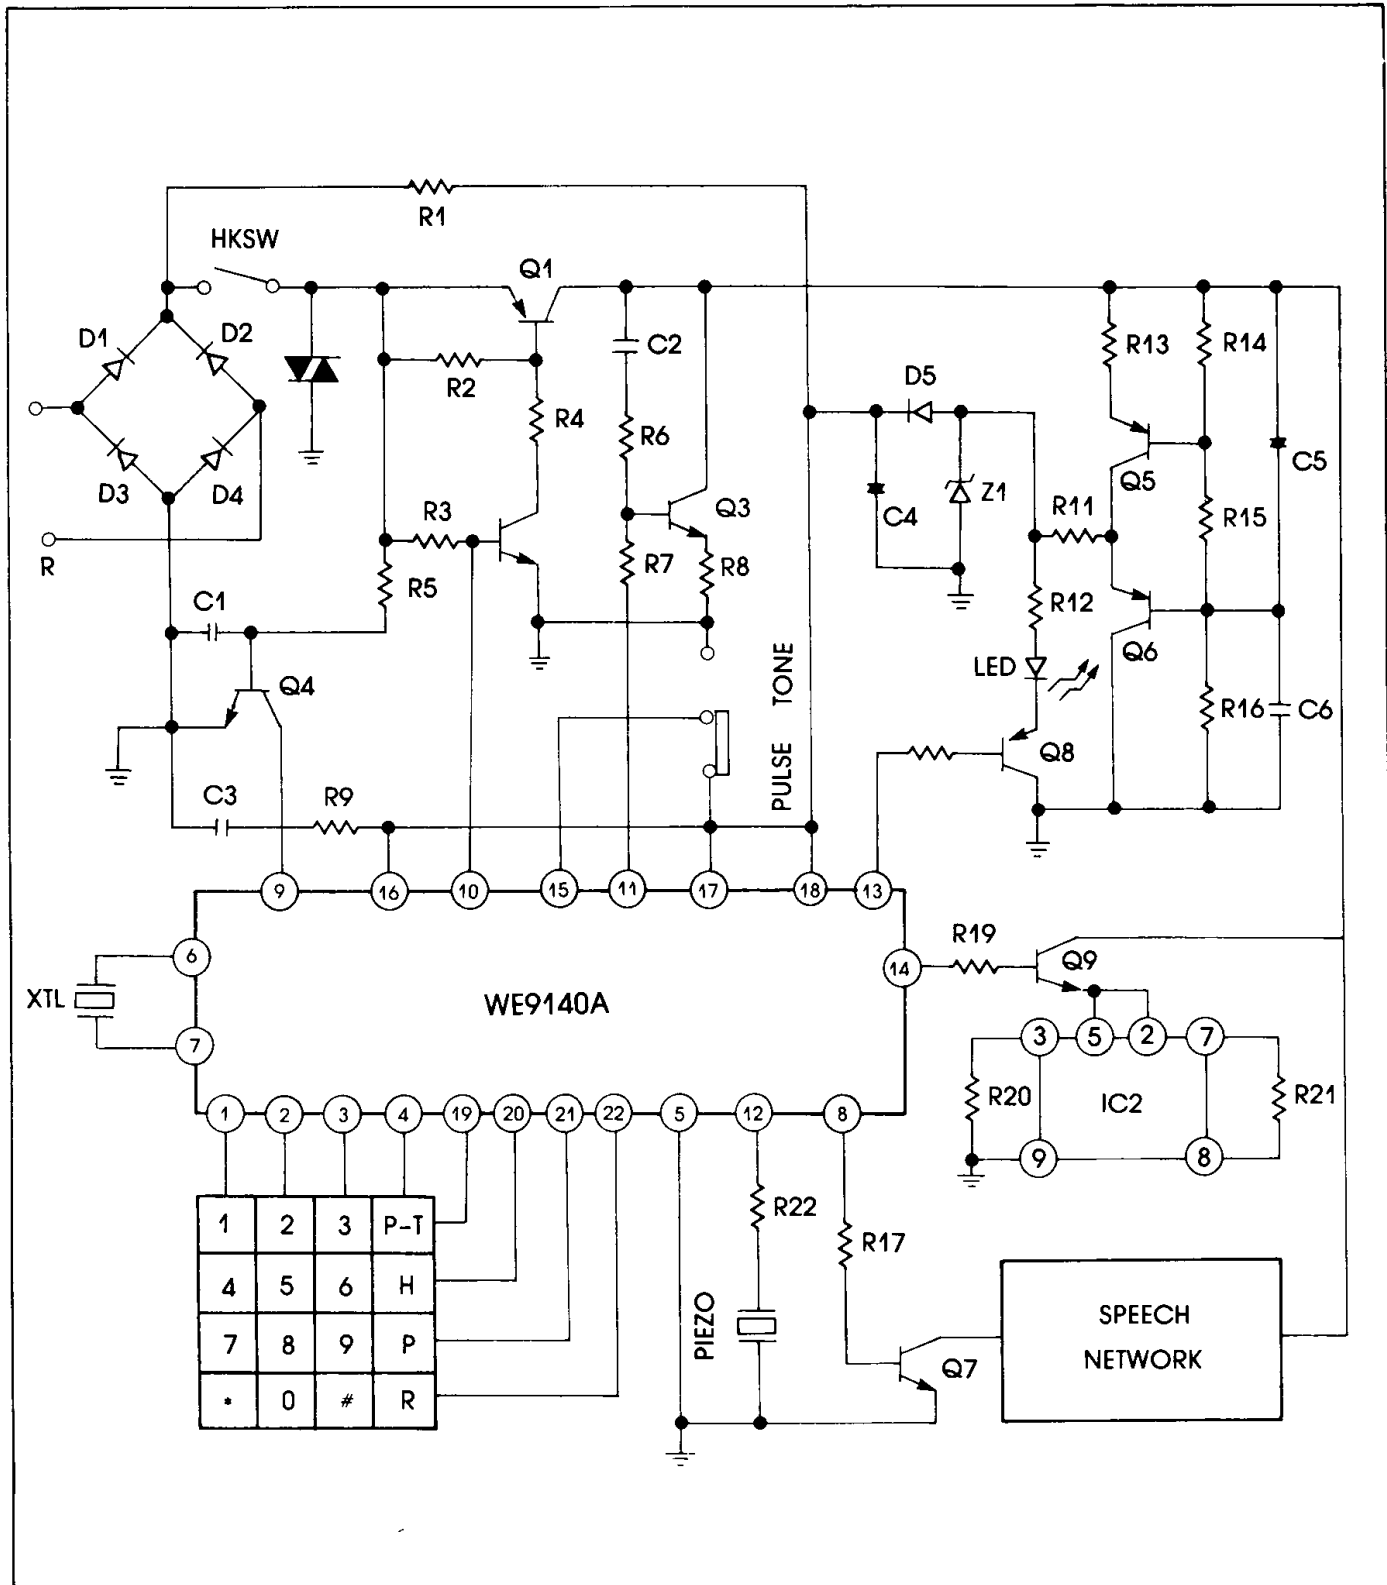 R1
HKSW
Q1
D1
D2
C2
R13
R14
R2
D5
R4
R6
C5
Q5
D3
D4
Z1
R3
Q3
C4
R11
R15
R
R7
R8
R5
C1
R12
LED
Q6
Q4
PULSE TONE
R16
C6
Q8
C3
R9
9
16
10
15
11
17
18
13
6
R19
Q9
14
XTL
WE9140A
7
3
5
2
7
R20
IC2
R21
1
2
3
4
19
20
21
22
5
12
8
9
8
1 2 3 P-T
R22
R17
4 5 6 H
7 8 9 P
PIEZO
SPEECH
NETWORK
Q7
* 0 # R